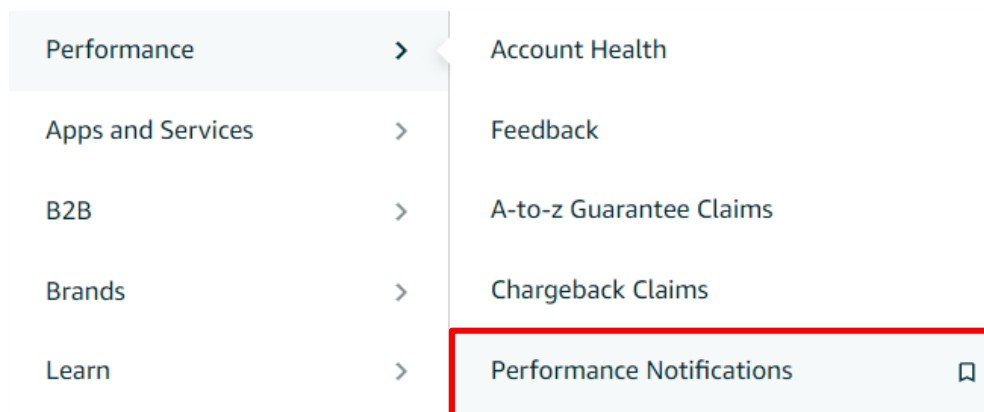 Performance
Apps and Services
B2B
Brands
Learn
Account Health
Feedback
A-to-z Guarantee Claims
Chargeback Claims
Performance Notifications